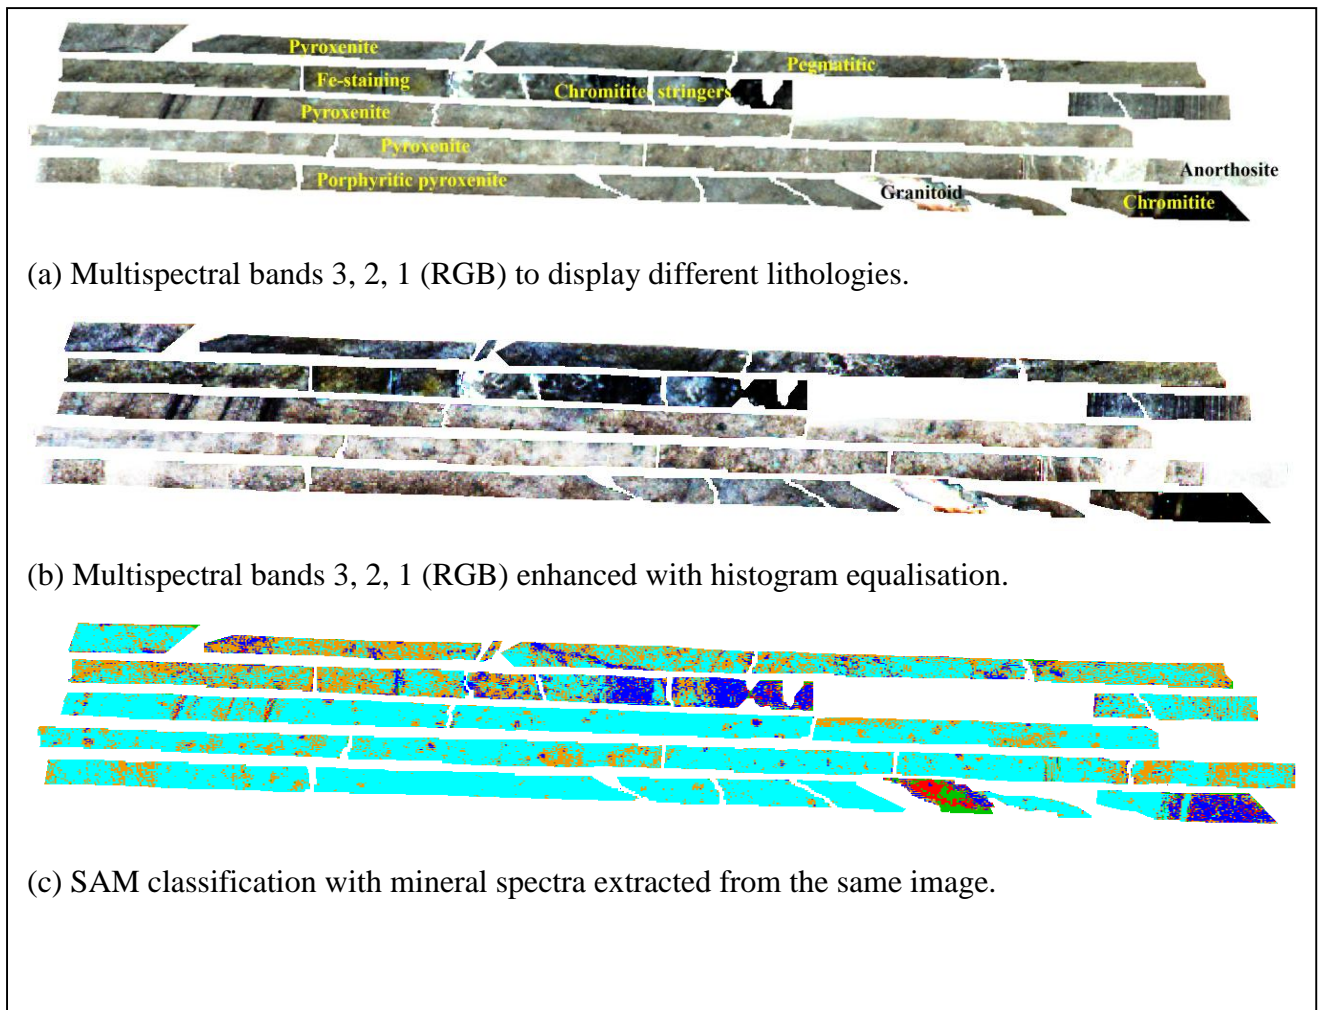 Pyroxenite
Pegmatitic
Fe-staining
Chromitite stringers
Pyroxenite
Pyroxenite
Anorthosite
Porphyritic pyroxenite
Granitoid
Chromitite
(a) Multispectral bands 3, 2, 1 (RGB) to display different lithologies.
(b) Multispectral bands 3, 2, 1 (RGB) enhanced with histogram equalisation.
(c) SAM classification with mineral spectra extracted from the same image.